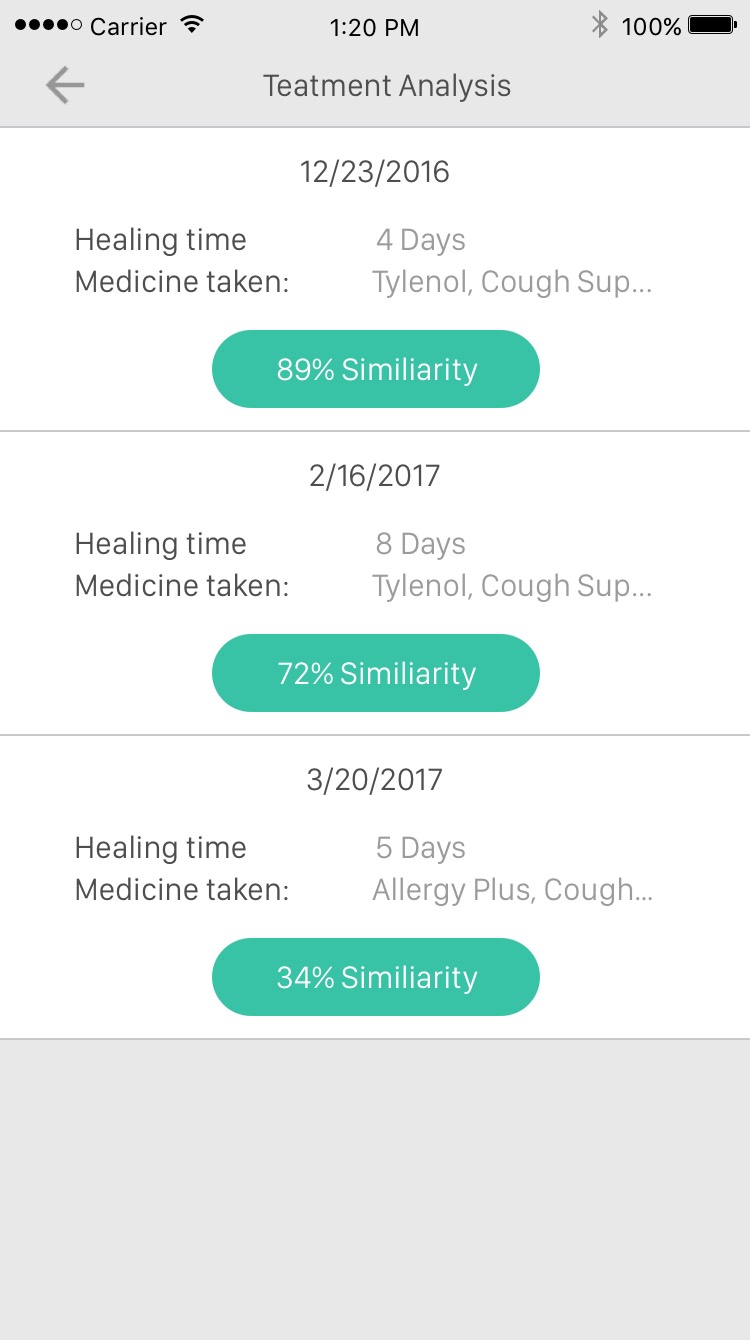 Carrier 1:20 PM 100%
Teatment Analysis
12/23/2016
Healing time 4 Days
Medicine taken: Tylenol, Cough Sup...
89% Similiarity
2/16/2017
Healing time 8 Days
Medicine taken: Tylenol, Cough Sup...
72% Similiarity
3/20/2017
Healing time 5 Days
Medicine taken: Allergy Plus, Cough...
34% Similiarity